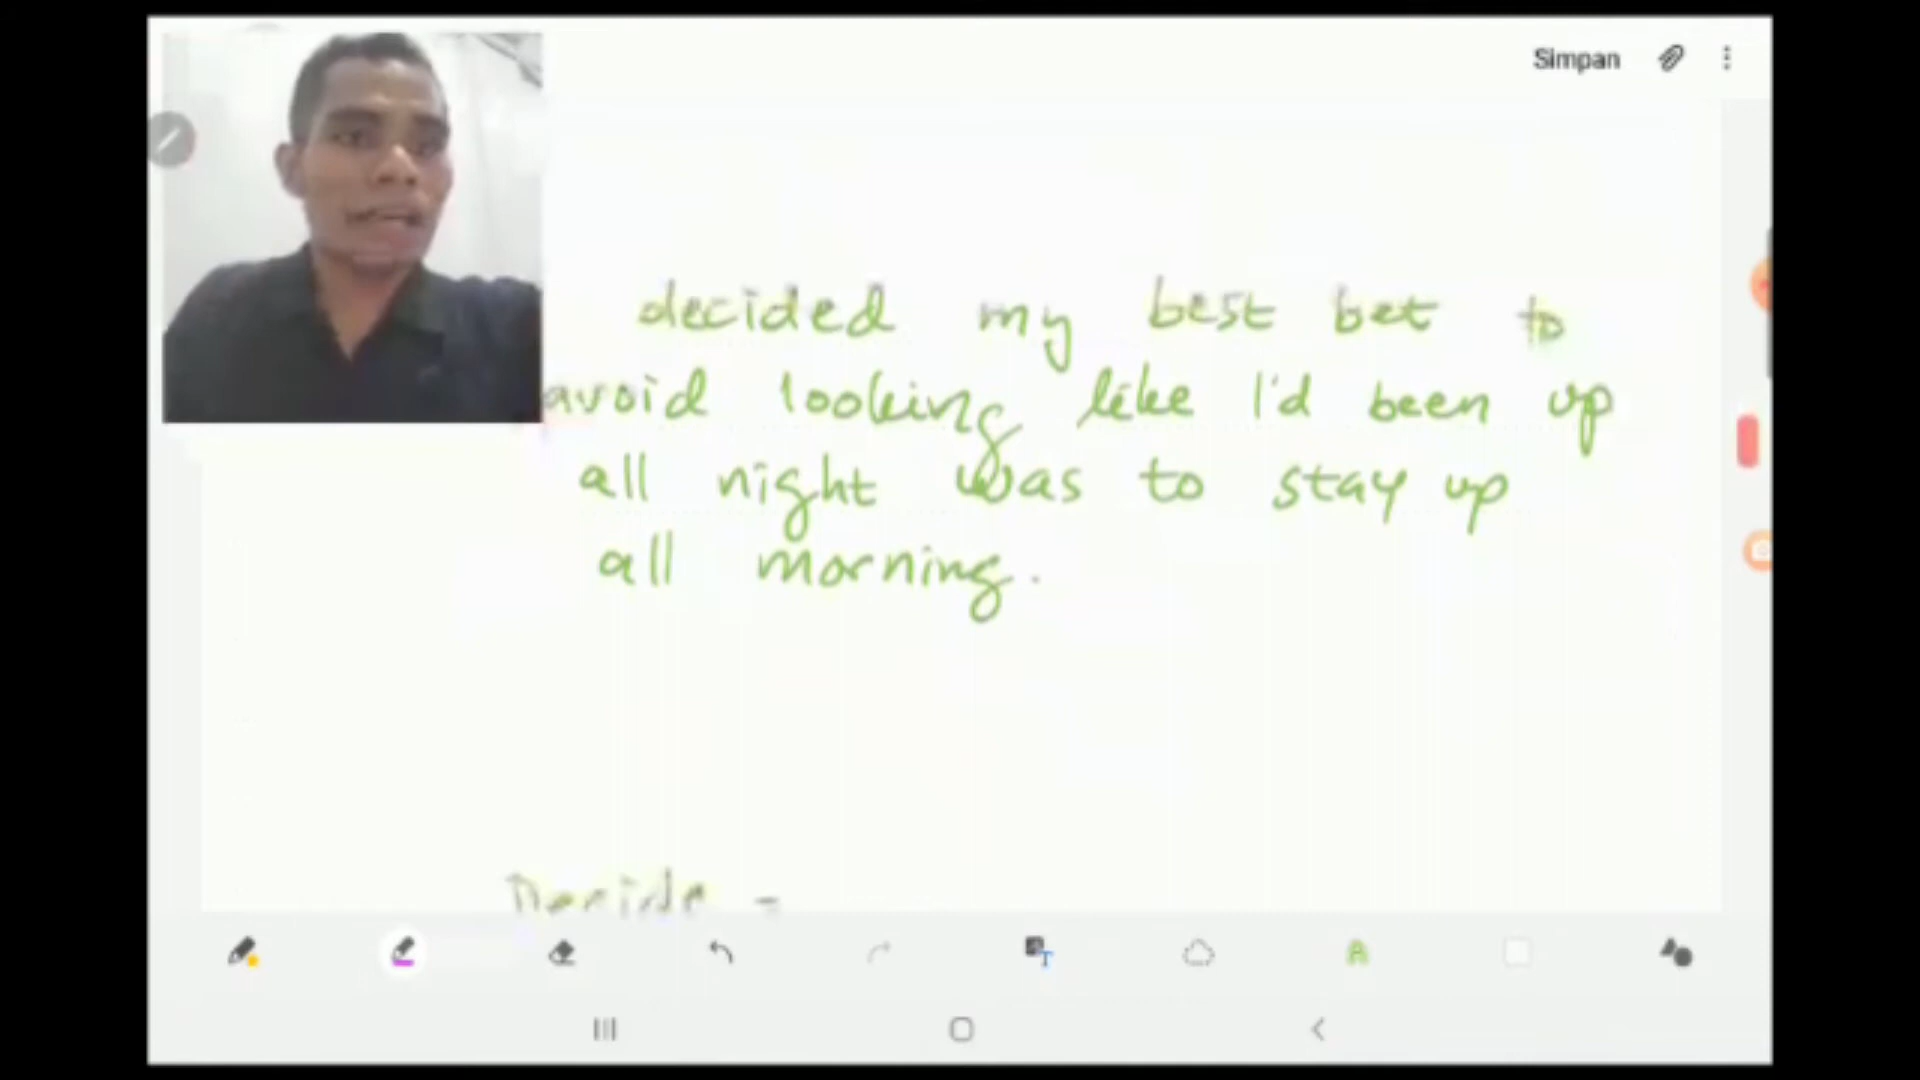 Simpan
decided my best bet to
avoid looking like I'd been up
all night was to stay up
all morning.
Decide -